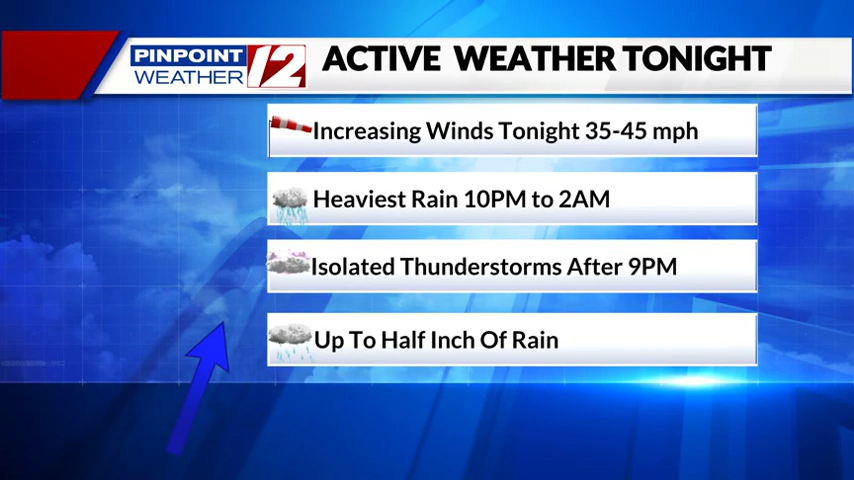 PINPOINT
WEATHER 12
ACTIVE WEATHER TONIGHT
Increasing Winds Tonight 35-45 mph
Heaviest Rain 10PM to 2AM
Isolated Thunderstorms After 9PM
Up To Half Inch Of Rain